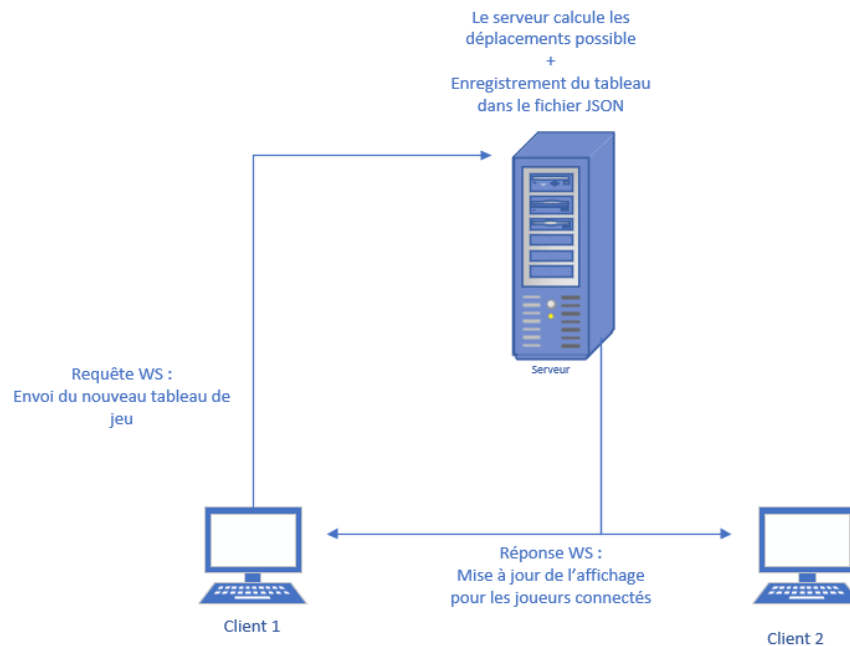 Le serveur calcule les
déplacements possible
+
Enregistrement du tableau
dans le fichier JSON
Serveur
Requête WS :
Envoi du nouveau tableau de
jeu
Réponse WS :
Mise à jour de l’affichage
pour les joueurs connectés
Client 1
Client 2